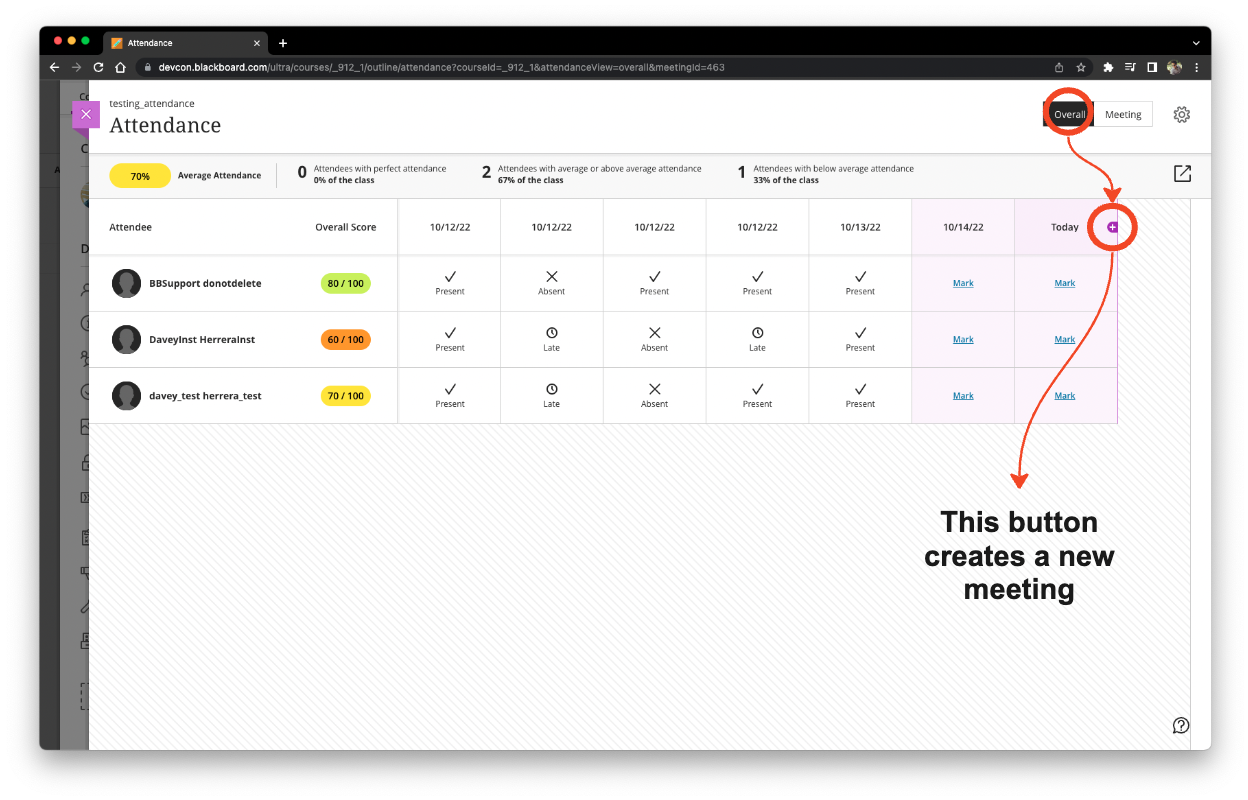 Attendance
devcon.blackboard.com/ultra/courses/_912_1/outline/attendance?courseId=_912_1&attendanceView=overall&meetingId=463
testing_attendance
Attendance
Overall
Meeting
70%
Average Attendance
0
Attendees with perfect attendance
0% of the class
2
Attendees with average or above average attendance
67% of the class
1
Attendees with below average attendance
33% of the class
Attendee Overall Score 10/12/22 10/12/22 10/12/22 10/12/22 10/13/22 10/14/22 Today
BBSupport donotdelete 80 / 100 Present Absent Present Present Present Mark Mark
DaveyInst HerreraInst 60 / 100 Present Late Absent Late Present Mark Mark
davey_test herrera_test 70 / 100 Present Late Absent Present Present Mark Mark
This button
creates a new
meeting